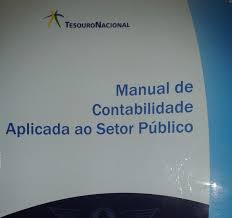 TESOURONACIONAL
Manual de
Contabilidade
Aplicada ao Setor Público